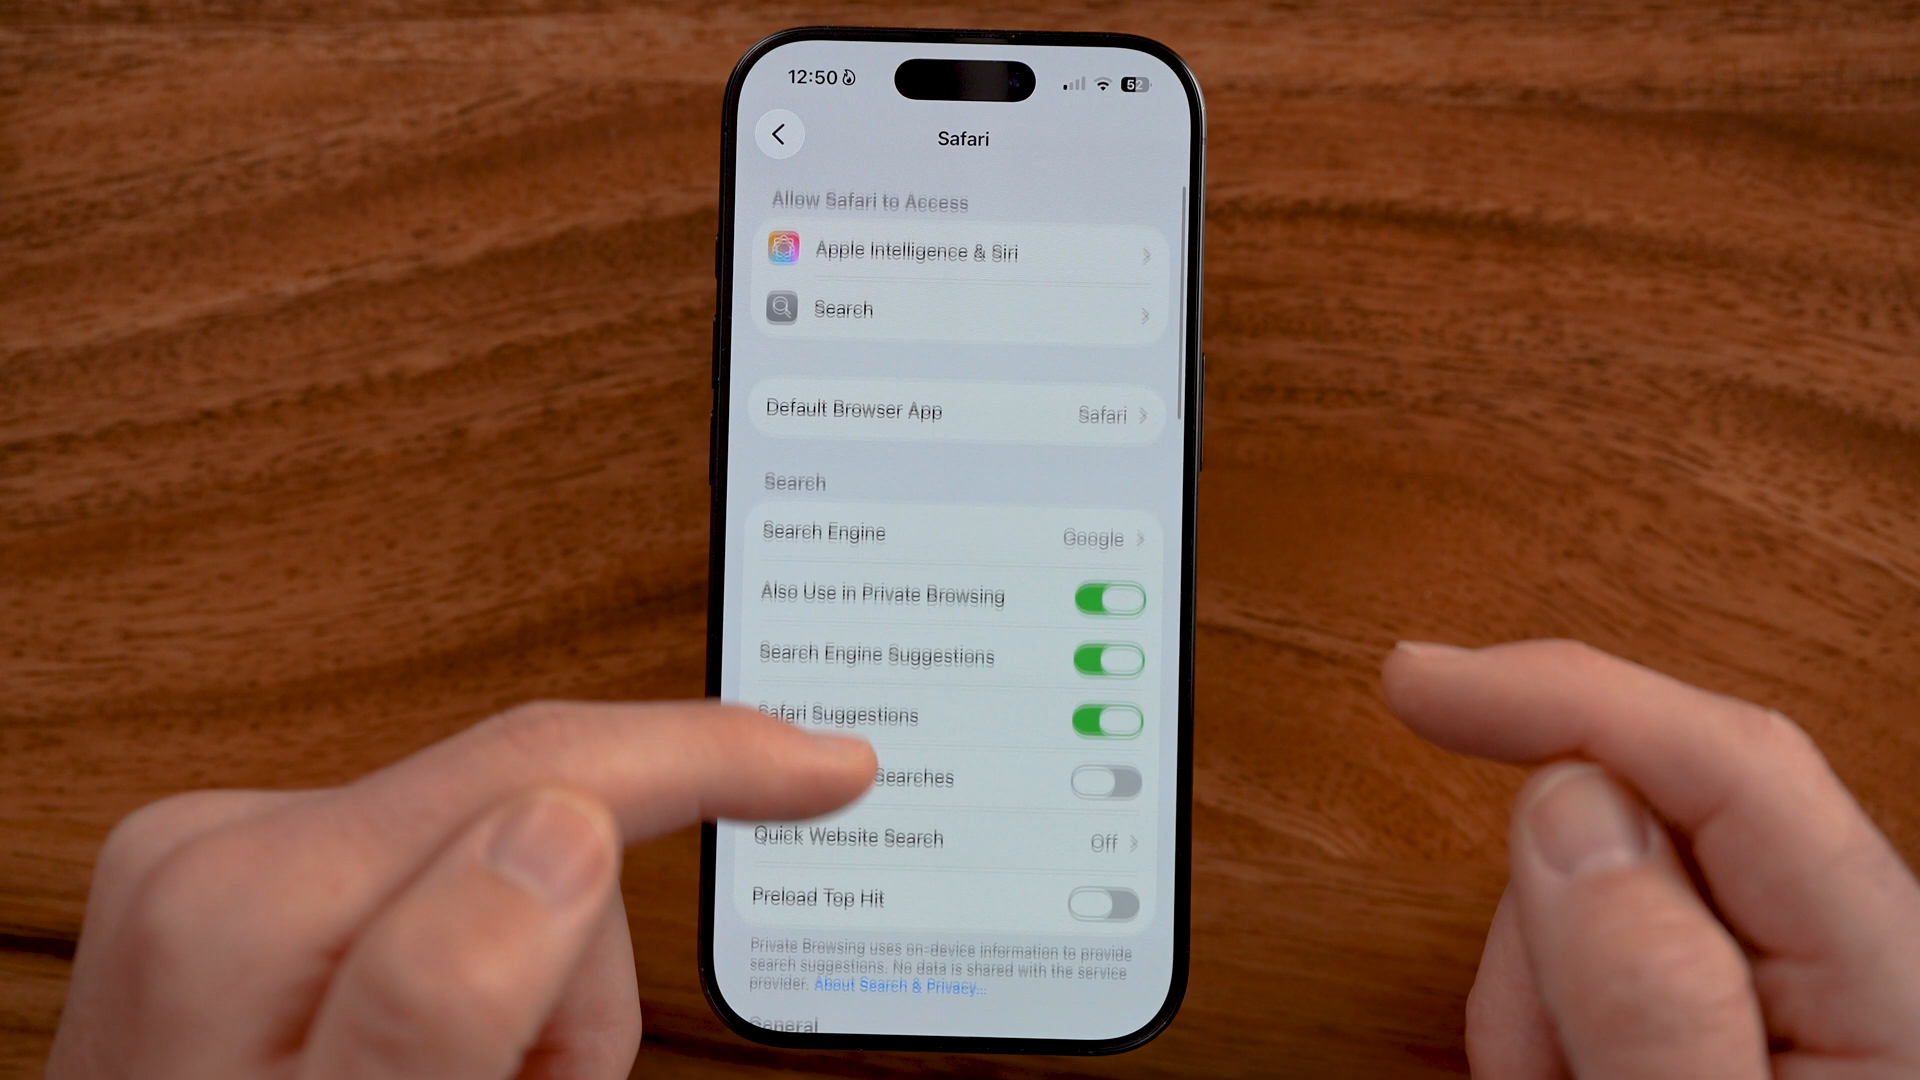 12:50
52
Safari
Allow Safari to Access
Apple Intelligence & Siri
Search
Default Browser App Safari
Search
Search Engine Google
Also Use in Private Browsing
Search Engine Suggestions
Safari Suggestions
Searches
Quick Website Search Off
Preload Top Hit
Private Browsing uses on-device information to provide
search suggestions. No data is shared with the service
provider. About Search & Privacy...
General